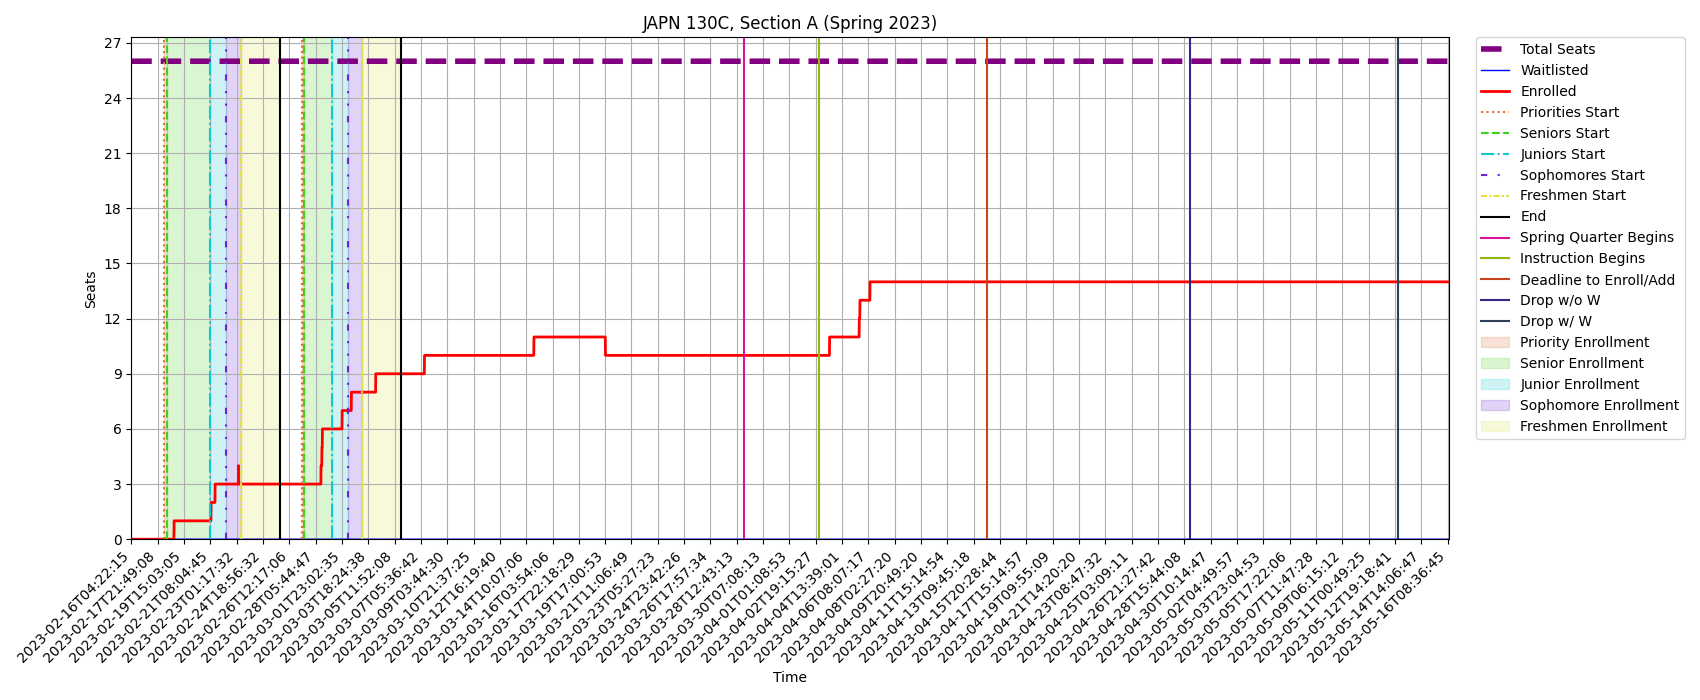 JAPN 130C, Section A (Spring 2023)
Seats
27
24
21
18
15
12
9
6
3
0
2023-02-16T04:22:15
2023-02-17T21:49:08
2023-02-19T15:03:05
2023-02-21T08:04:45
2023-02-23T01:17:32
2023-02-24T18:56:32
2023-02-26T12:17:06
2023-02-28T05:44:47
2023-03-01T23:02:35
2023-03-03T18:24:38
2023-03-05T11:52:08
2023-03-07T05:36:42
2023-03-09T03:44:30
2023-03-10T21:37:25
2023-03-12T16:19:40
2023-03-14T10:07:06
2023-03-16T03:54:06
2023-03-17T22:18:29
2023-03-19T17:00:53
2023-03-21T11:06:49
2023-03-23T05:27:23
2023-03-24T23:42:26
2023-03-26T17:57:34
2023-03-28T12:43:13
2023-03-30T07:08:13
2023-04-01T01:08:53
2023-04-02T19:15:27
2023-04-04T13:39:01
2023-04-06T08:07:17
2023-04-08T02:27:20
2023-04-09T20:49:20
2023-04-11T15:14:54
2023-04-13T09:45:18
2023-04-15T20:28:44
2023-04-17T15:14:57
2023-04-19T09:55:09
2023-04-21T14:20:20
2023-04-23T08:47:32
2023-04-25T03:09:11
2023-04-26T21:27:42
2023-04-28T15:44:08
2023-04-30T10:14:47
2023-05-02T04:49:57
2023-05-03T23:04:53
2023-05-05T17:22:06
2023-05-07T11:47:28
2023-05-09T06:15:12
2023-05-11T00:49:25
2023-05-12T19:18:41
2023-05-14T14:06:47
2023-05-16T08:36:45
Time
Total Seats
Waitlisted
Enrolled
Priorities Start
Seniors Start
Juniors Start
Sophomores Start
Freshmen Start
End
Spring Quarter Begins
Instruction Begins
Deadline to Enroll/Add
Drop w/o W
Drop w/ W
Priority Enrollment
Senior Enrollment
Junior Enrollment
Sophomore Enrollment
Freshmen Enrollment